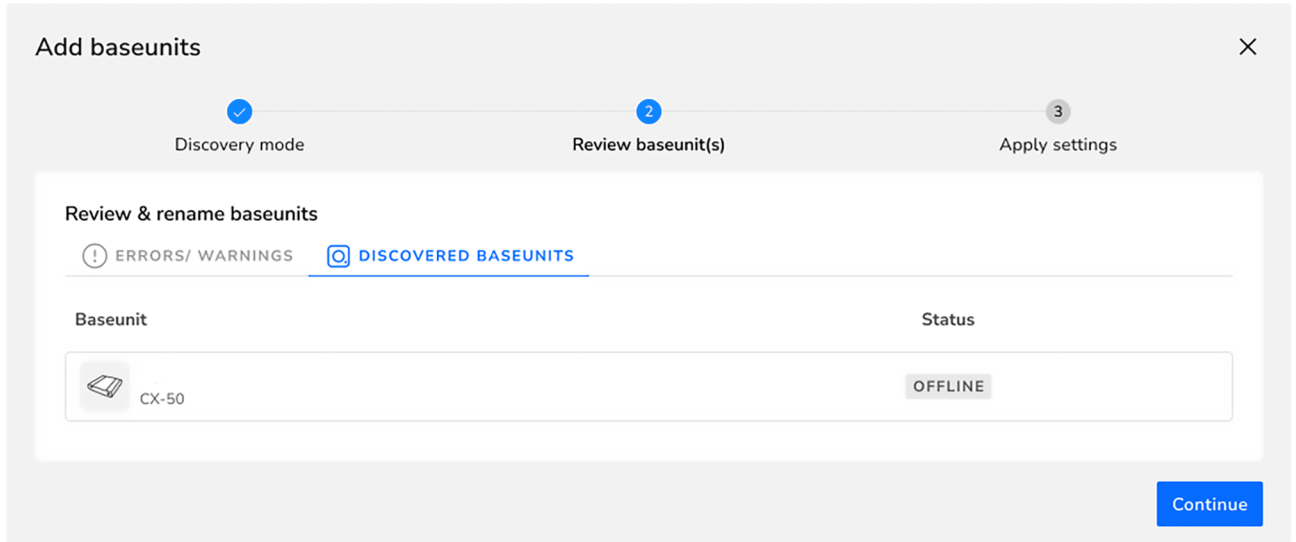 Add baseunits
2
3
Discovery mode
Review baseunit(s)
Apply settings
Review & rename baseunits
ERRORS/ WARNINGS
DISCOVERED BASEUNITS
Baseunit
Status
CX-50
OFFLINE
Continue